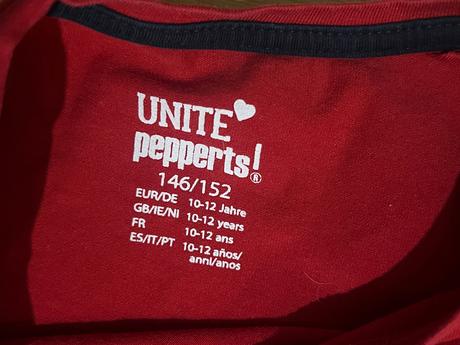 UNITE
pepperts!®
146/152
EUR/DE 10-12 Jahre
GB/IE/NI 10-12 years
FR 10-12 ans
ES/IT/PT 10-12 años/
anni/anos